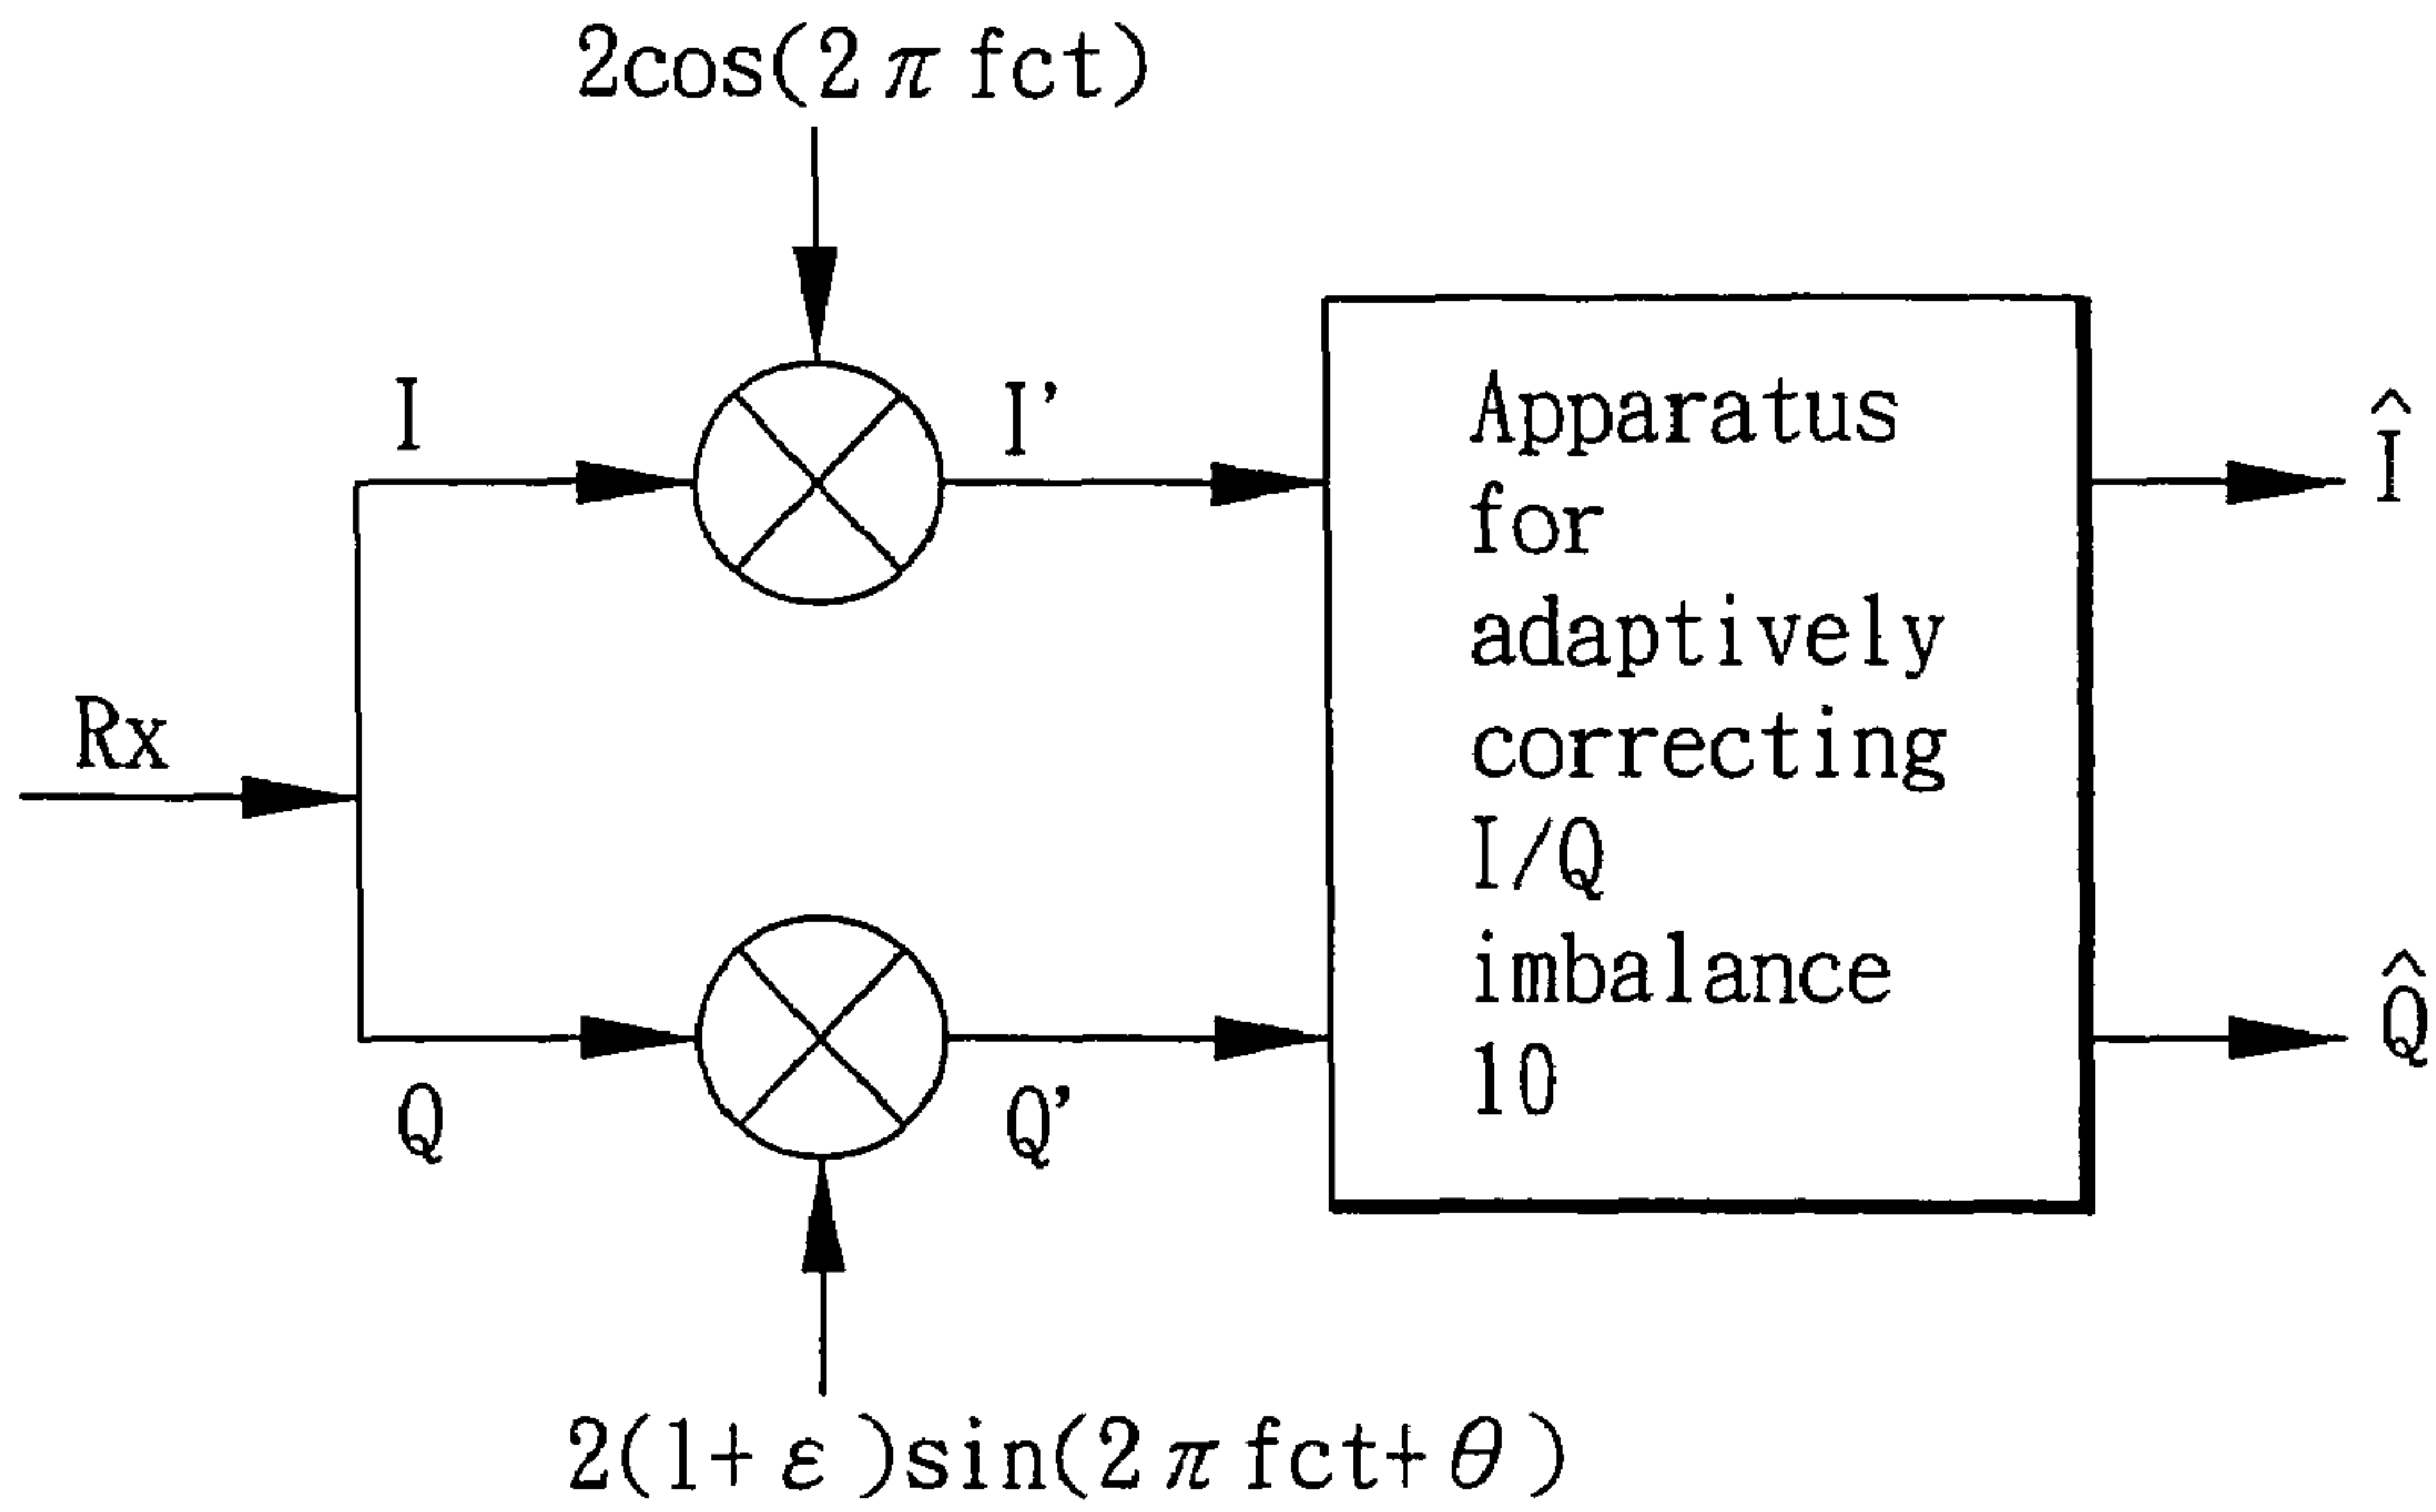 2cos(2πfct)
I
I'
Rx
Apparatus
for
adaptively
correcting
I/Q
imbalance
10
Î
Q
Q'
Q̂
2(1+ε)sin(2πfct+θ)